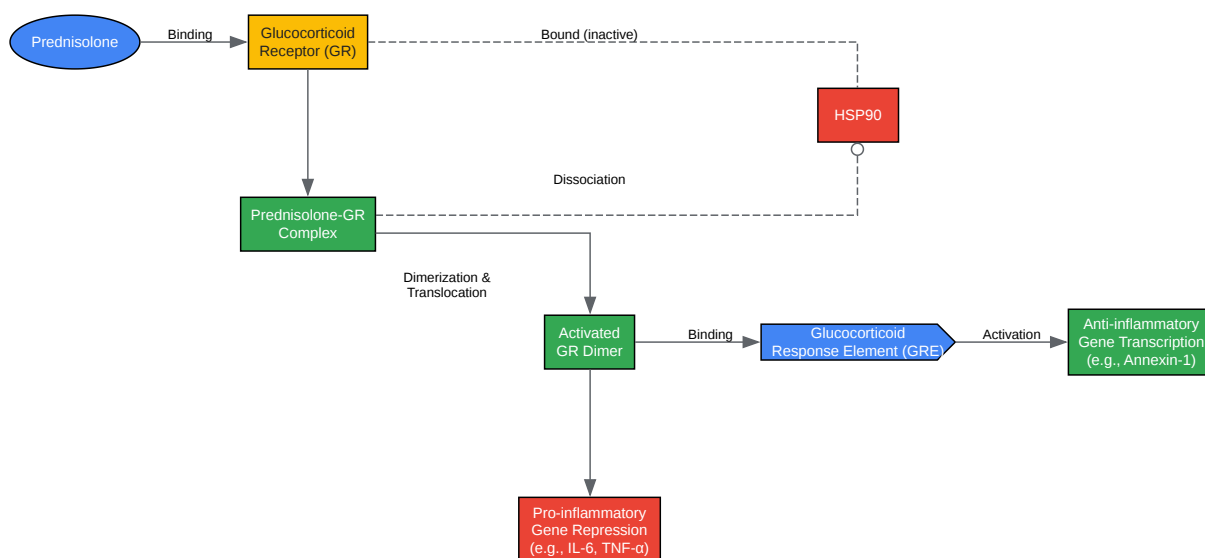 Prednisolone
Binding
Glucocorticoid
Receptor (GR)
Bound (inactive)
HSP90
Dissociation
Prednisolone-GR
Complex
Dimerization &
Translocation
Activated
GR Dimer
Binding
Glucocorticoid
Response Element (GRE)
Activation
Anti-inflammatory
Gene Transcription
(e.g., Annexin-1)
Pro-inflammatory
Gene Repression
(e.g., IL-6, TNF-α)